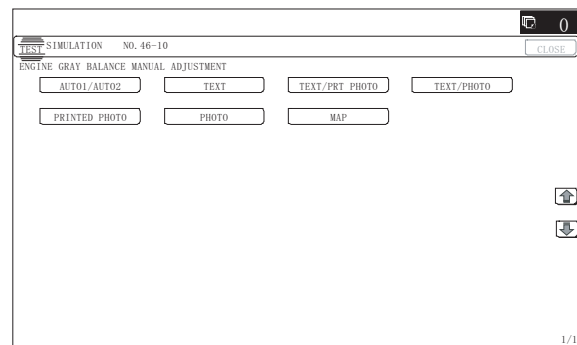 0
TEST SIMULATION NO. 46-10 CLOSE
ENGINE GRAY BALANCE MANUAL ADJUSTMENT
AUTO1/AUTO2 TEXT TEXT/PRT PHOTO TEXT/PHOTO
PRINTED PHOTO PHOTO MAP
1/1